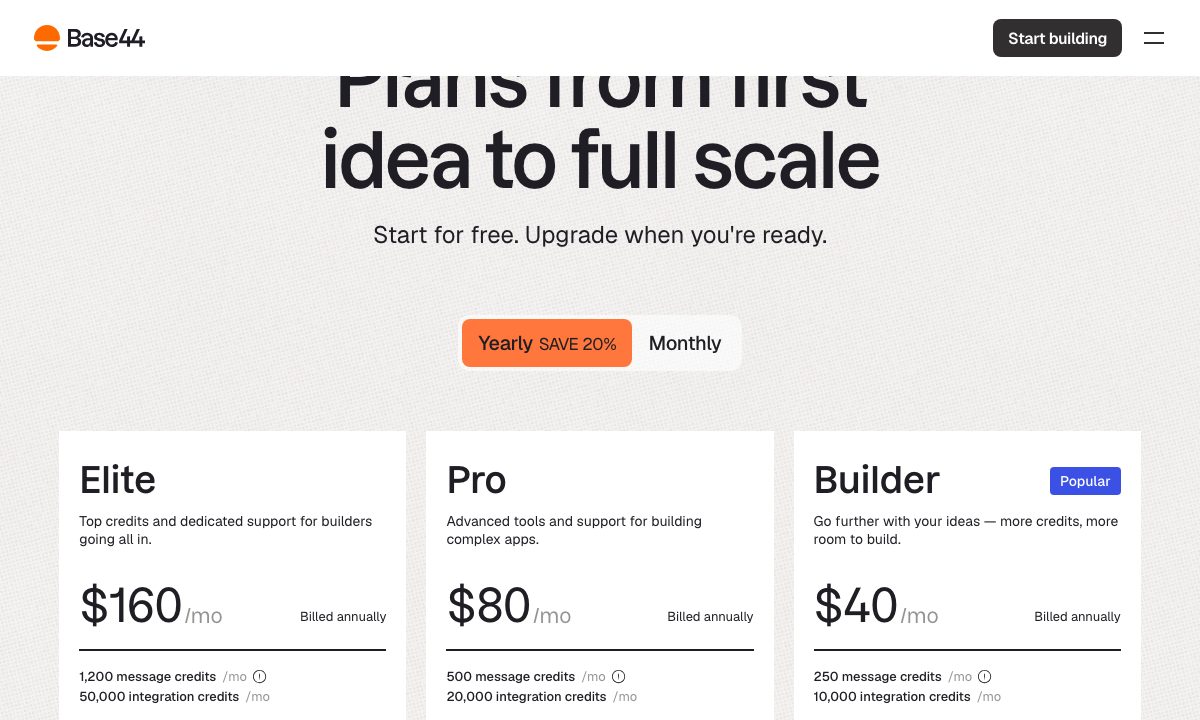 Base44
Start building
Plans from first
idea to full scale
Start for free. Upgrade when you're ready.
Yearly SAVE 20%
Monthly
Elite
Top credits and dedicated support for builders
going all in.
$160/mo
Billed annually
1,200 message credits /mo
50,000 integration credits /mo
Pro
Advanced tools and support for building
complex apps.
$80/mo
Billed annually
500 message credits /mo
20,000 integration credits /mo
Builder
Popular
Go further with your ideas — more credits, more
room to build.
$40/mo
Billed annually
250 message credits /mo
10,000 integration credits /mo